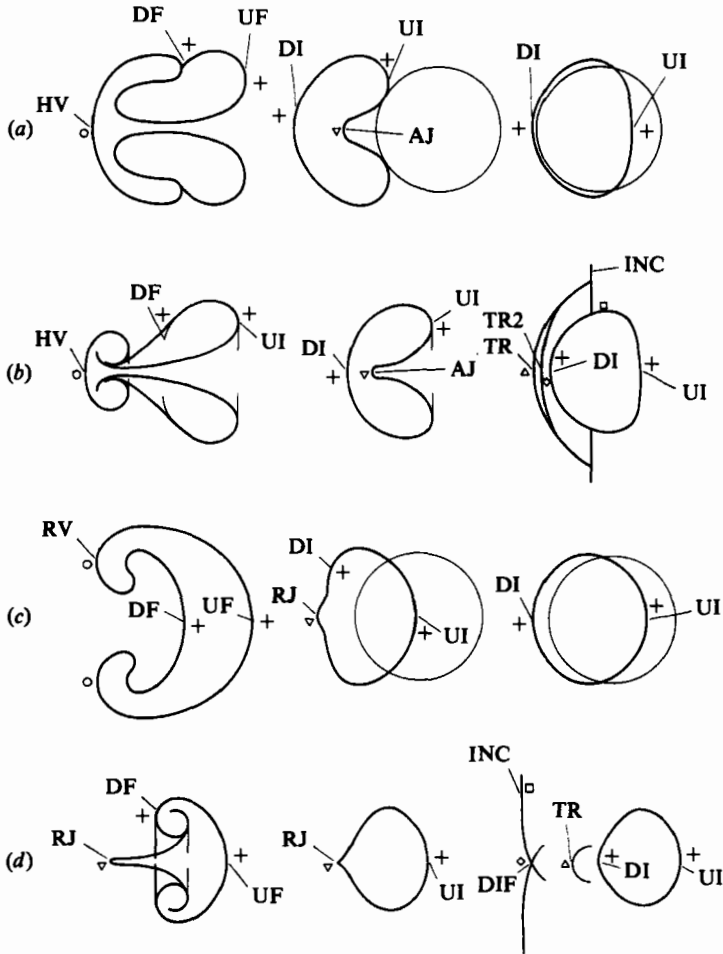 DF UF DI UI DI UI
HV
(a) AJ
DF UI INC
HV UI DI TR2
(b) TR AJ DI UI
RV DI
(c) DF UF RJ UI DI UI
DF INC
RJ RJ TR
(d) UF UI DIF DI UI